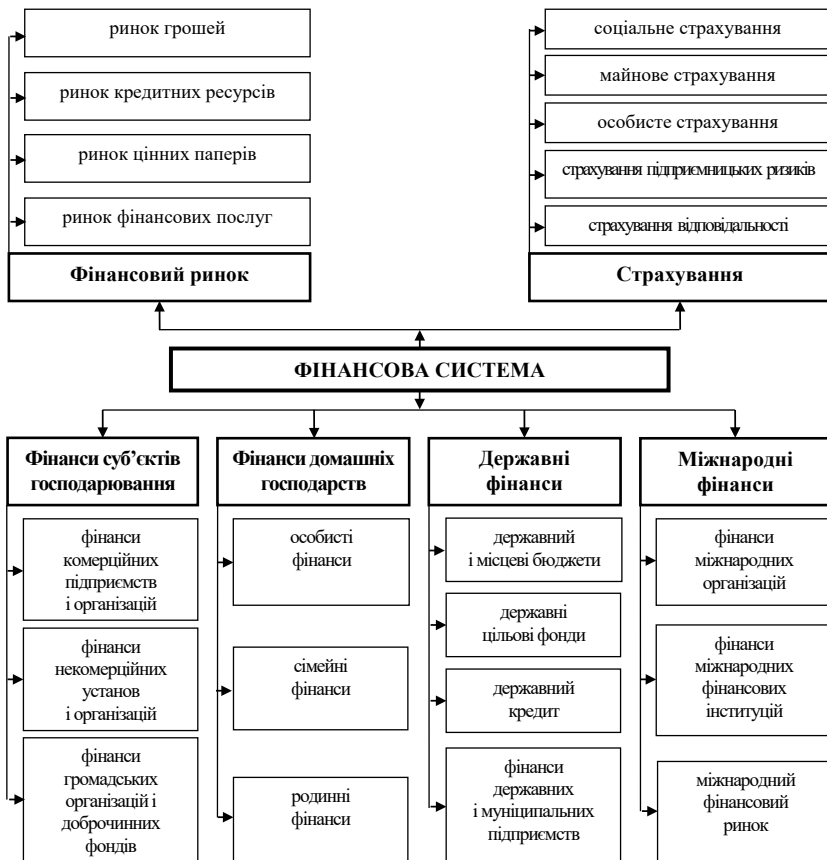 ринок грошей
ринок кредитних ресурсів
ринок цінних паперів
ринок фінансових послуг
Фінансовий ринок
соціальне страхування
майнове страхування
особисте страхування
страхування підприємницьких ризиків
страхування відповідальності
Страхування
ФІНАНСОВА СИСТЕМА
Фінанси суб’єктів
господарювання
фінанси
комерційних
підприємств
і організацій
фінанси
некомерційних
установ
і організацій
фінанси
громадських
організацій і
доброчинних
фондів
Фінанси домашніх
господарств
особисті
фінанси
сімейні
фінанси
родинні
фінанси
Державні
фінанси
державний
і місцеві бюджети
державні
цільові фонди
державний
кредит
фінанси
державних
і муніципальних
підприємств
Міжнародні
фінанси
фінанси
міжнародних
організацій
фінанси
міжнародних
фінансових
інституцій
міжнародний
фінансовий
ринок